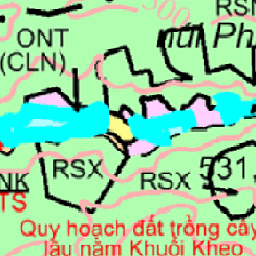 RSN
500
ONT
(CLN)
núi Ph
RSX
RSX
531,
NK
TS
Quy hoạch đất trồng cây
lâu năm Khuổi Kheo